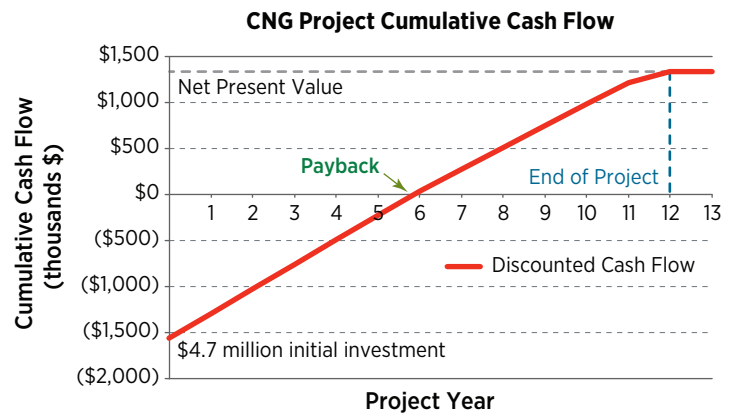 CNG Project Cumulative Cash Flow
Cumulative Cash Flow
(thousands $)
$1,500
$1,000
$500
$0
($500)
($1,000)
($1,500)
($2,000)
Net Present Value
Payback
End of Project
1 2 3 4 5 6 7 8 9 10 11 12 13
Discounted Cash Flow
$4.7 million initial investment
Project Year